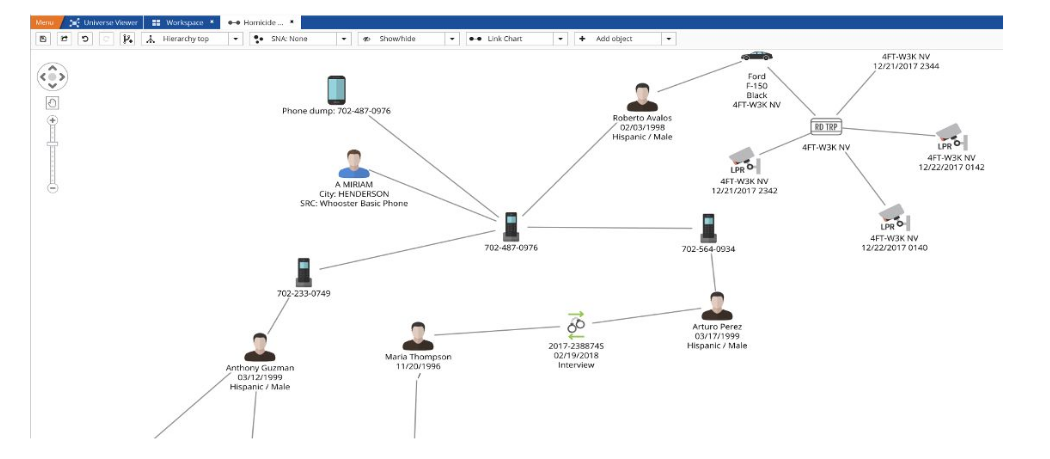 Menu
Universe Viewer
Workspace
Homicide ...
Hierarchy top
SNA: None
Show/hide
Link Chart
Add object
4FT-W3K NV
12/21/2017 2344
Ford
F-150
Black
4FT-W3K NV
Phone dump: 702-487-0976
Roberto Avalos
02/03/1998
Hispanic / Male
RD TRP
4FT-W3K NV
LPR
4FT-W3K NV
12/22/2017 0142
LPR
4FT-W3K NV
12/21/2017 2342
A MIRIAM
City: HENDERSON
SRC: Whooster Basic Phone
LPR
4FT-W3K NV
12/22/2017 0140
702-487-0976
702-564-0934
702-233-0749
Arturo Perez
03/17/1999
Hispanic / Male
2017-238874S
02/19/2018
Interview
Maria Thompson
11/20/1996
/
Anthony Guzman
03/12/1999
Hispanic / Male